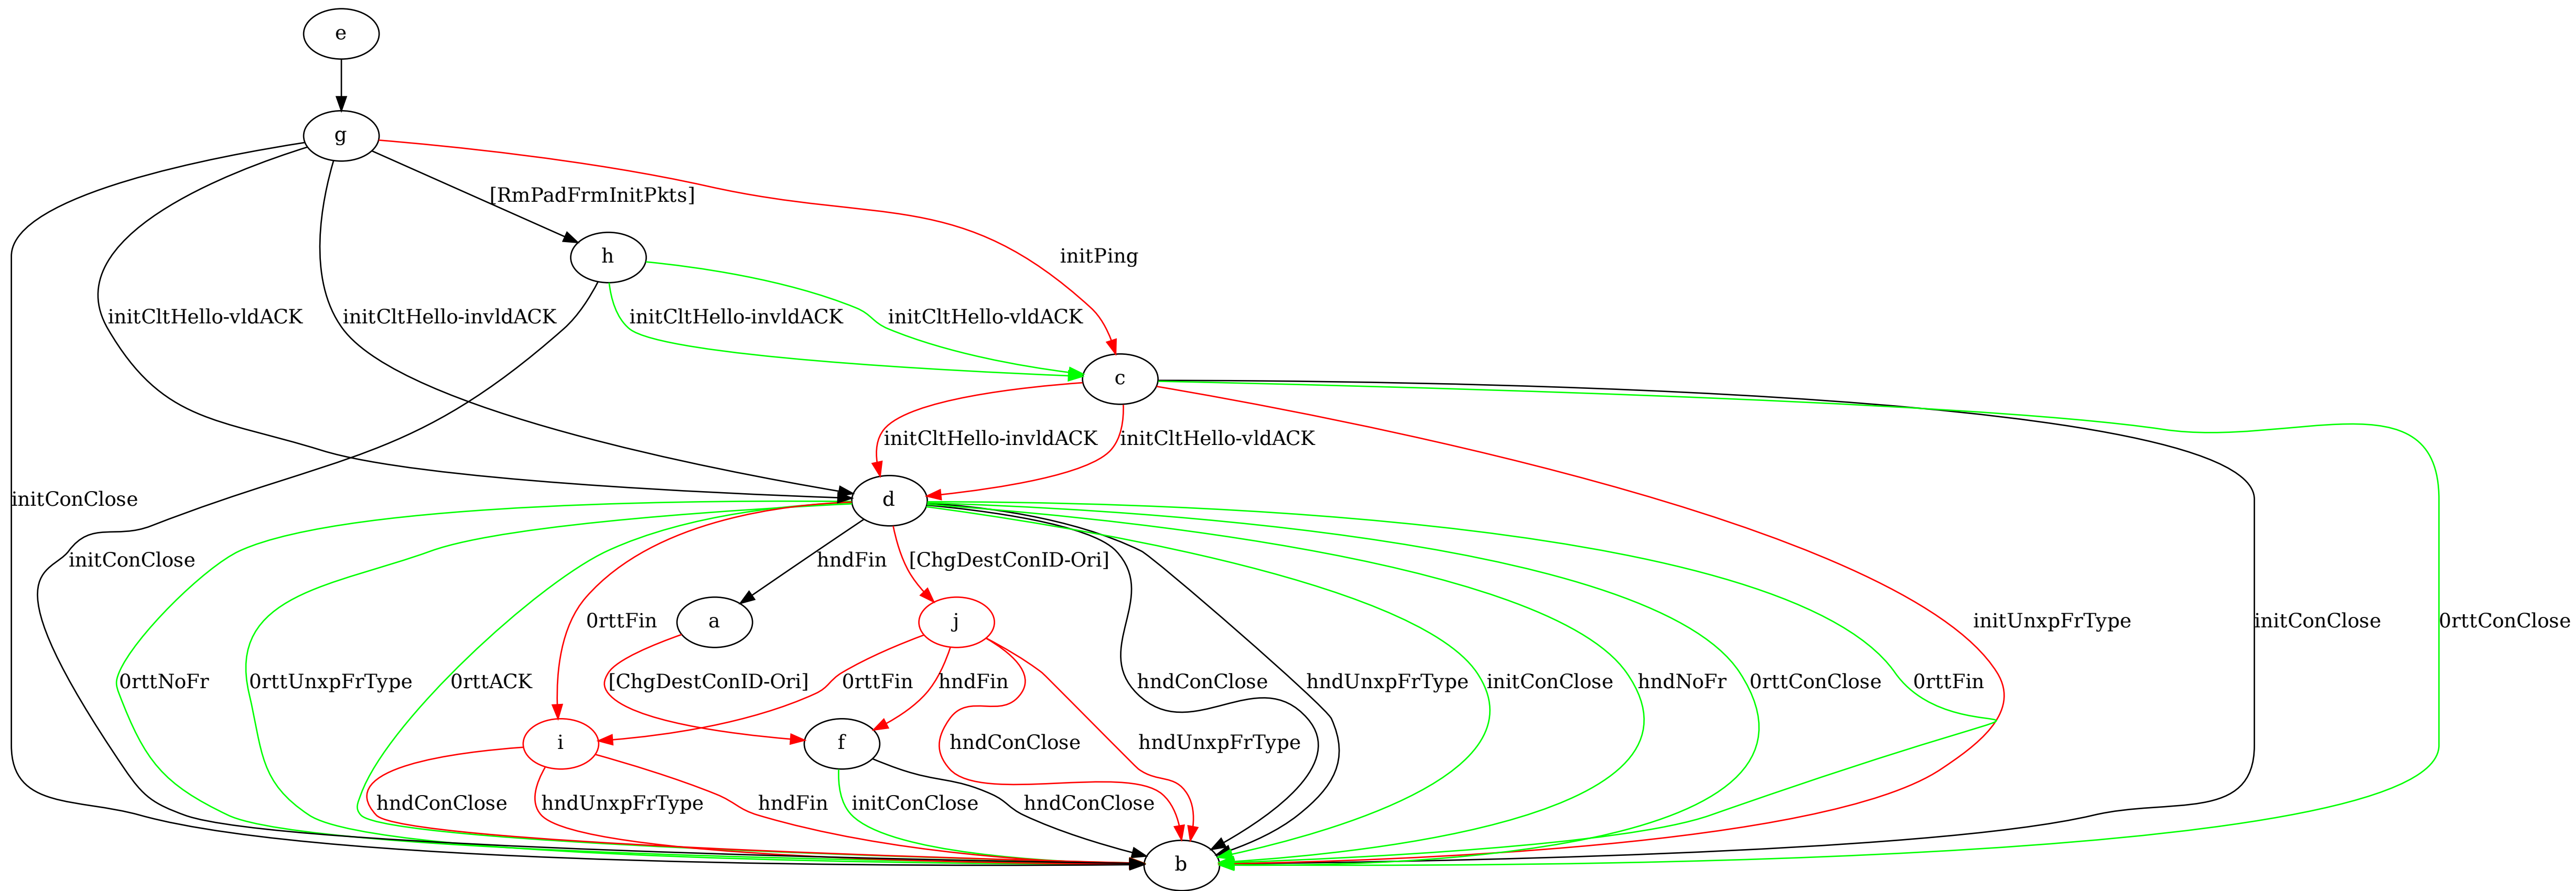 e
g
[RmPadFrmInitPkts]
h
initPing
initCltHello-vldACK
initCltHello-invldACK
initCltHello-invldACK
initCltHello-vldACK
c
initCltHello-invldACK
initCltHello-vldACK
initConClose
d
initConClose
hndFin
[ChgDestConID-Ori]
0rttFin
a
j
initUnxpFrType
initConClose
0rttConClose
0rttNoFr
0rttUnxpFrType
0rttACK
[ChgDestConID-Ori]
0rttFin
hndFin
hndConClose
hndUnxpFrType
initConClose
hndNoFr
0rttConClose
0rttFin
i
f
hndConClose
hndUnxpFrType
hndConClose
hndUnxpFrType
hndFin
initConClose
hndConClose
b